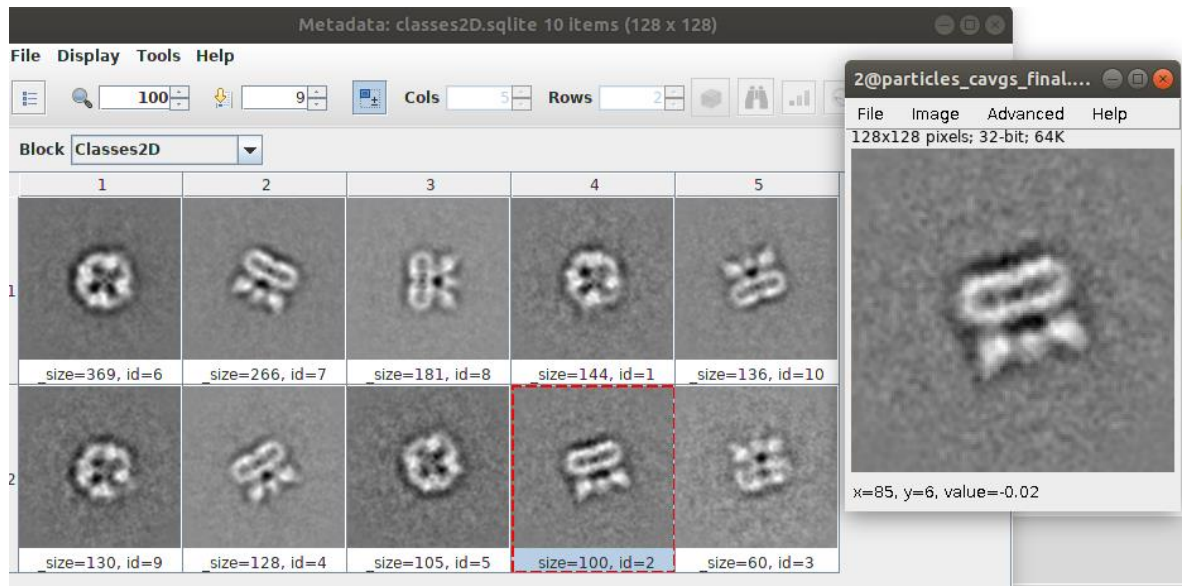 Metadata: classes2D.sqlite 10 items (128 x 128)
File Display Tools Help
100 9 Cols 5 Rows 2
Block Classes2D
1 2 3 4 5
1
_size=369, id=6 _size=266, id=7 _size=181, id=8 _size=144, id=1 _size=136, id=10
2
_size=130, id=9 _size=128, id=4 _size=105, id=5 _size=100, id=2 _size=60, id=3
2@particles_cavgs_final....
File Image Advanced Help
128x128 pixels; 32-bit; 64K
x=85, y=6, value=-0.02